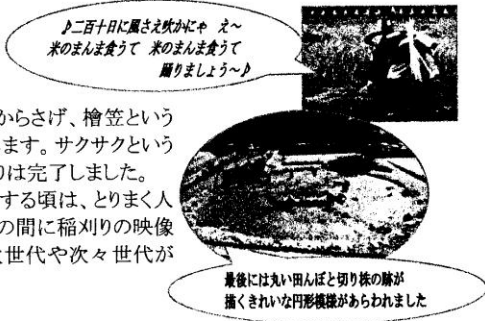 ♪二百十日に風さえ吹かにゃ え～
米のまんま食うて 米のまんま食うて
踊りましょう～♪
からさげ、檜笠という
ます。サクサクという
りは完了しました。
する頃は、とりまく人
の間に稲刈りの映像
世代や次々世代が
最後には丸い田んぼと切り株の跡が
描くきれいな円形模様があらわれました